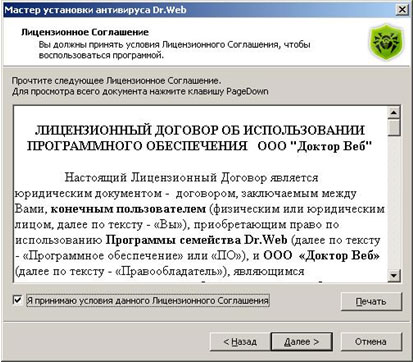 Мастер установки антивируса Dr.Web
Лицензионное Соглашение
Вы должны принять условия Лицензионного Соглашения, чтобы
воспользоваться программой.
Прочтите следующее Лицензионное Соглашение.
Для просмотра всего документа нажмите клавишу PageDown
ЛИЦЕНЗИОННЫЙ ДОГОВОР ОБ ИСПОЛЬЗОВАНИИ
ПРОГРАММНОГО ОБЕСПЕЧЕНИЯ ООО "Доктор Веб"
Настоящий Лицензионный Договор является
юридическим документом - договором, заключаемым между
Вами, конечным пользователем (физическим или юридическим
лицом, далее по тексту - «Вы»), приобретающим право по
использованию Программы семейства Dr.Web (далее по тексту
- «Программное обеспечение» или «ПО»), и ООО «Доктор Веб»
(далее по тексту - «Правообладатель»), являющимся
Я принимаю условия данного Лицензионного Соглашения
Печать
< Назад
Далее >
Отмена